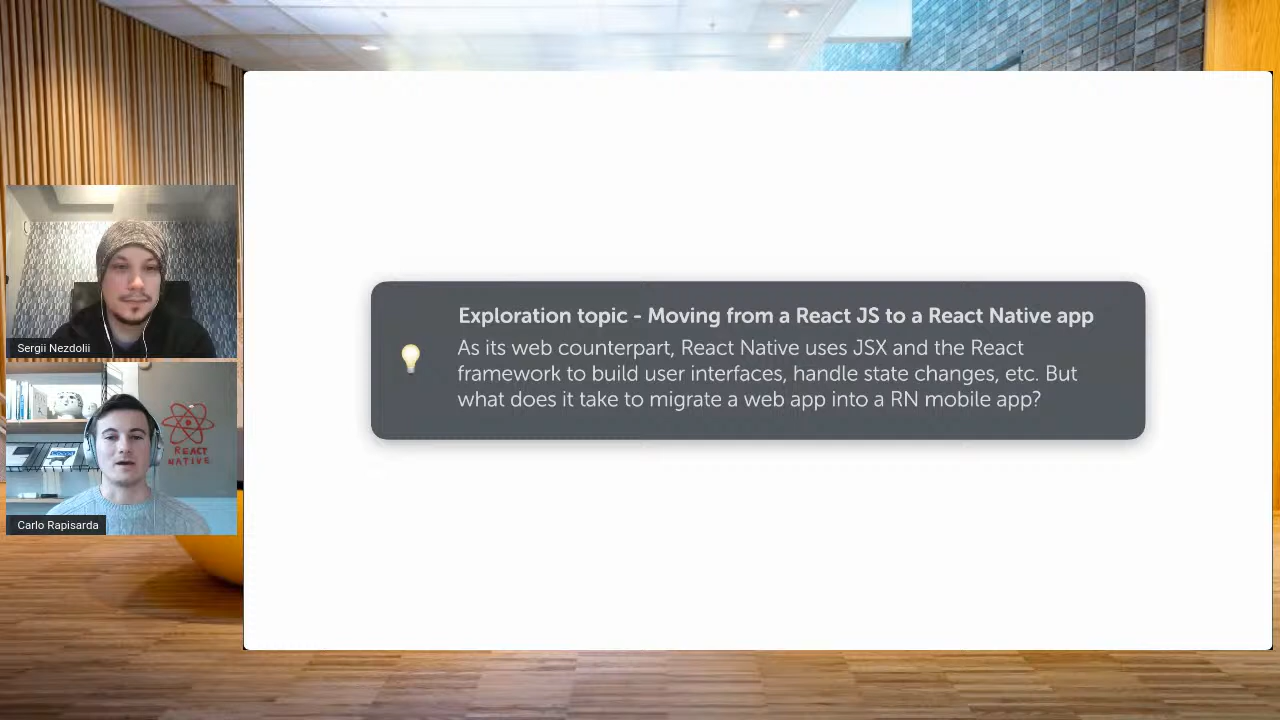 Exploration topic - Moving from a React JS to a React Native app
As its web counterpart, React Native uses JSX and the React
framework to build user interfaces, handle state changes, etc. But
what does it take to migrate a web app into a RN mobile app?
Sergii Nezdolii
REACT
NATIVE
Carlo Rapisarda